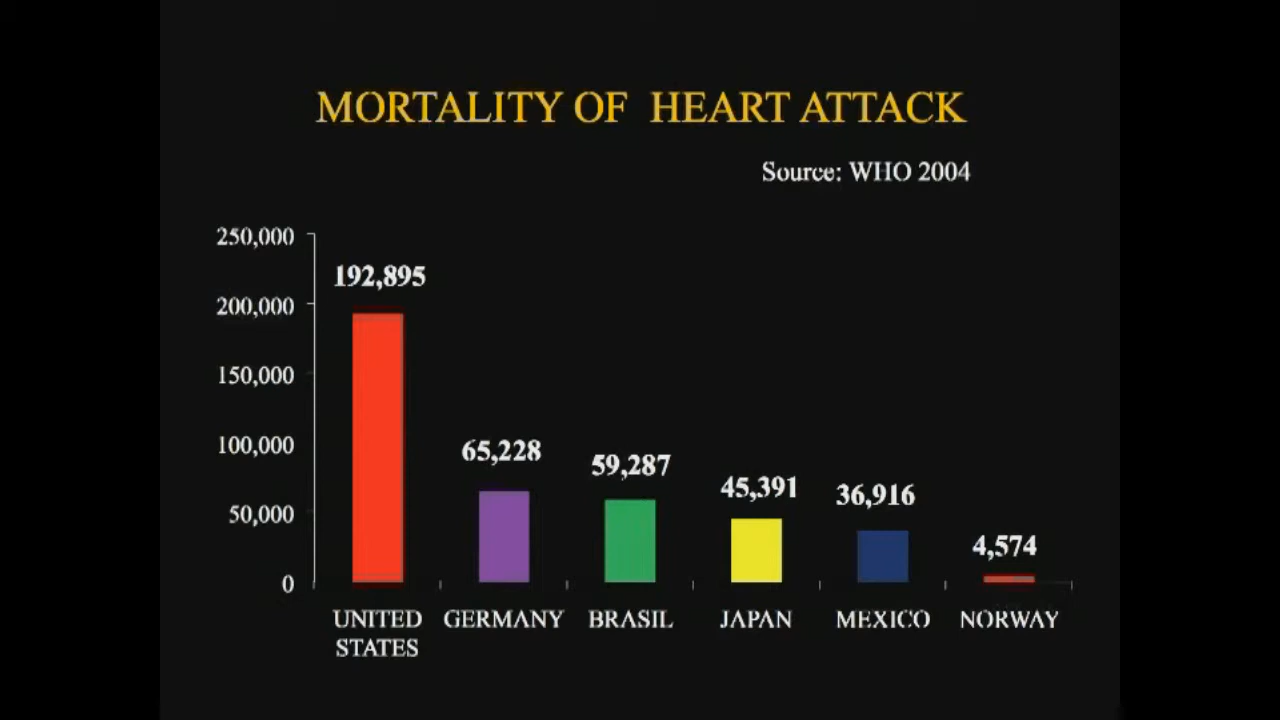 MORTALITY OF HEART ATTACK
Source: WHO 2004
250,000
200,000
150,000
100,000
50,000
0
192,895
65,228
59,287
45,391
36,916
4,574
UNITED STATES
GERMANY
BRASIL
JAPAN
MEXICO
NORWAY